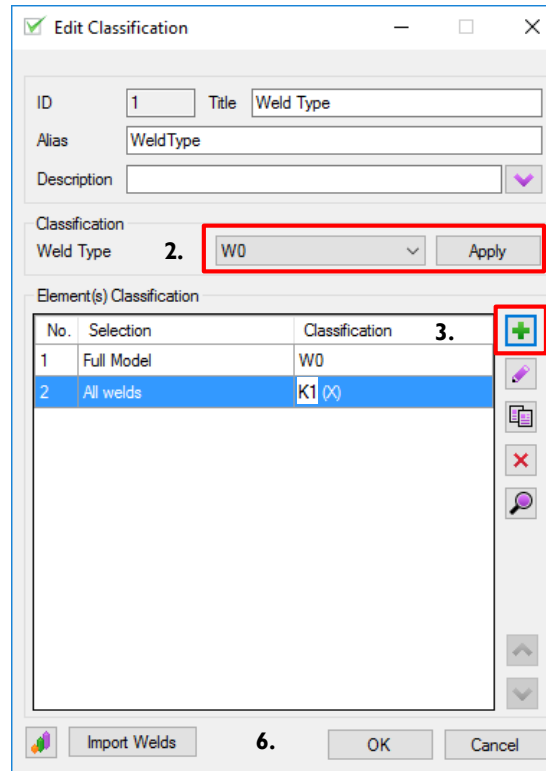 Edit Classification
ID 1 Title Weld Type
Alias WeldType
Description
Classification
Weld Type 2. W0 Apply
Element(s) Classification
No. Selection Classification 3.
1 Full Model W0
2 All welds K1 (X)
Import Welds 6. OK Cancel